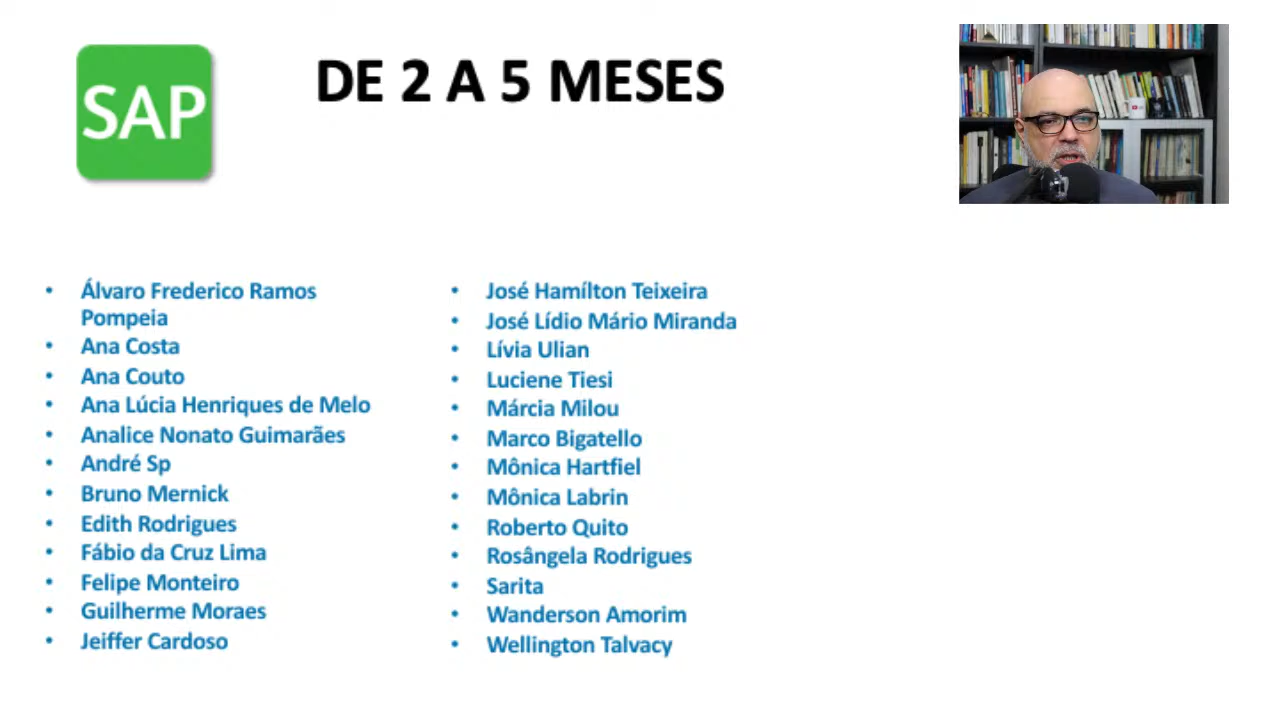 SAP
DE 2 A 5 MESES
Álvaro Frederico Ramos
Pompeia
Ana Costa
Ana Couto
Ana Lúcia Henriques de Melo
Analice Nonato Guimarães
André Sp
Bruno Mernick
Edith Rodrigues
Fábio da Cruz Lima
Felipe Monteiro
Guilherme Moraes
Jeiffer Cardoso
José Hamílton Teixeira
José Lídio Mário Miranda
Lívia Ulian
Luciene Tiesi
Márcia Milou
Marco Bigatello
Mônica Hartfiel
Mônica Labrin
Roberto Quito
Rosângela Rodrigues
Sarita
Wanderson Amorim
Wellington Talvacy